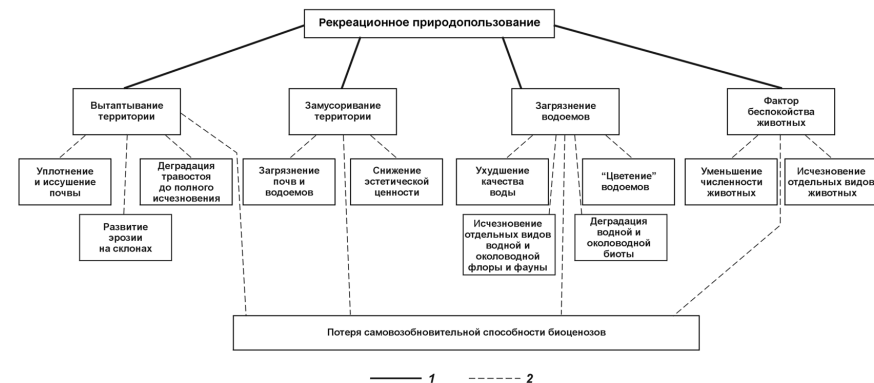 Рекреационное природопользование
Вытаптывание
территории
Замусоривание
территории
Загрязнение
водоемов
Фактор
беспокойства
животных
Уплотнение
и иссушение
почвы
Деградация
травостоя
до полного
исчезновения
Загрязнение
почв и
водоемов
Снижение
эстетической
ценности
Ухудшение
качества
воды
“Цветение”
водоемов
Уменьшение
численности
животных
Исчезновение
отдельных видов
животных
Развитие
эрозии
на склонах
Исчезновение
отдельных видов
водной и
околоводной
флоры и фауны
Деградация
водной и
околоводной
биоты
Потеря самовозобновительной способности биоценозов
1
2